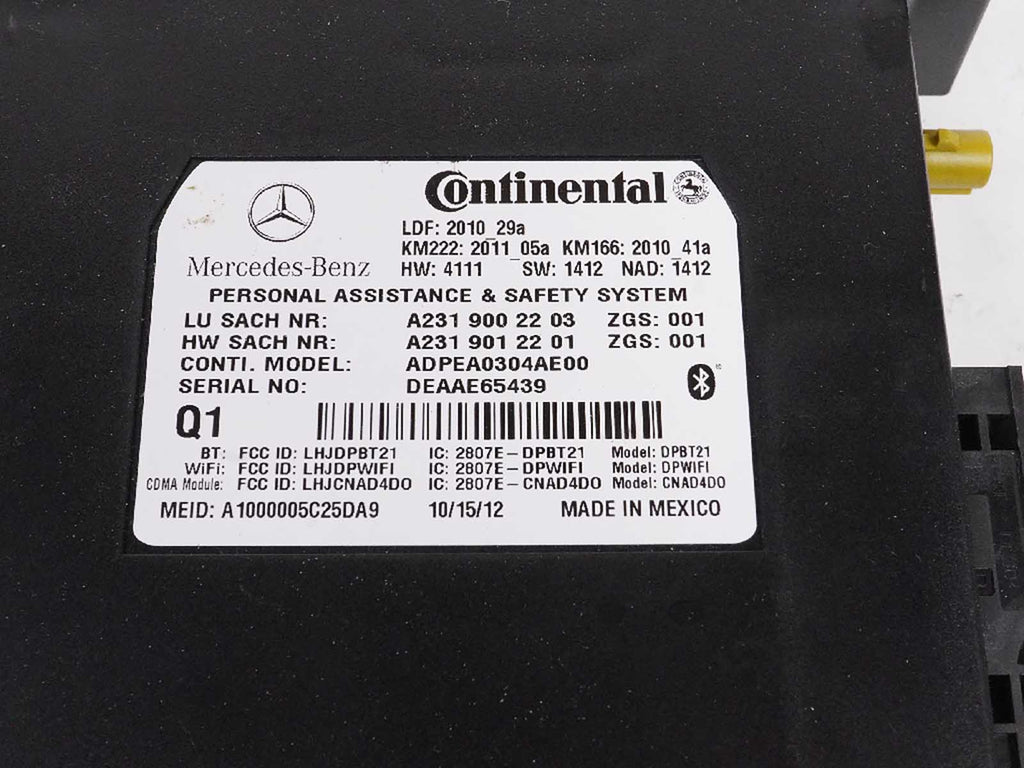 Continental
Mercedes-Benz
LDF: 2010_29a
KM222: 2011_05a KM166: 2010_41a
HW: 4111 SW: 1412 NAD: 1412
PERSONAL ASSISTANCE & SAFETY SYSTEM
LU SACH NR: A231 900 22 03 ZGS: 001
HW SACH NR: A231 901 22 01 ZGS: 001
CONTI. MODEL: ADPEA0304AE00
SERIAL NO: DEAAE65439
Q1
BT: FCC ID: LHJDPBT21 IC: 2807E-DPBT21 Model: DPBT21
WiFi: FCC ID: LHJDPWIFI IC: 2807E-DPWIFI Model: DPWIFI
CDMA Module: FCC ID: LHJCNAD4DO IC: 2807E-CNAD4DO Model: CNAD4DO
MEID: A1000005C25DA9 10/15/12 MADE IN MEXICO